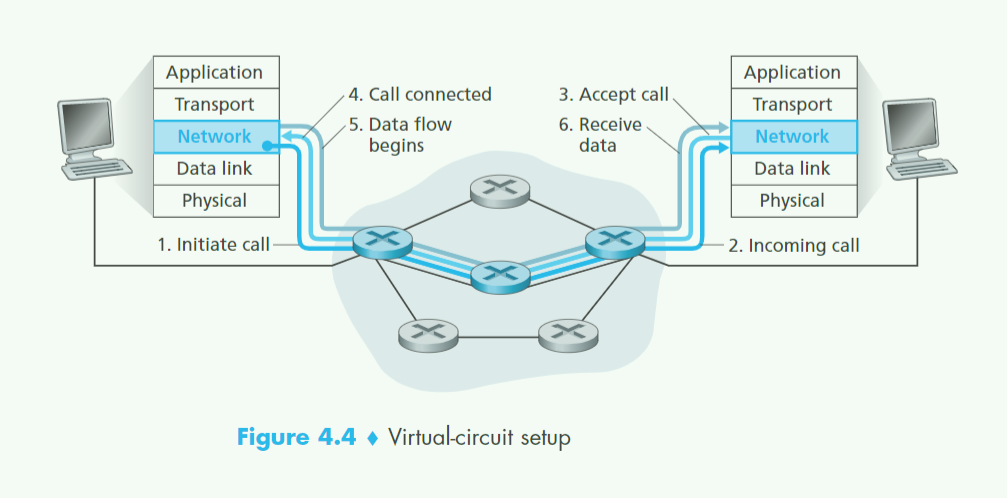 Application
Transport
Network
Data link
Physical
4. Call connected
5. Data flow
begins
1. Initiate call
3. Accept call
6. Receive
data
Application
Transport
Network
Data link
Physical
2. Incoming call
Figure 4.4 ♦ Virtual-circuit setup